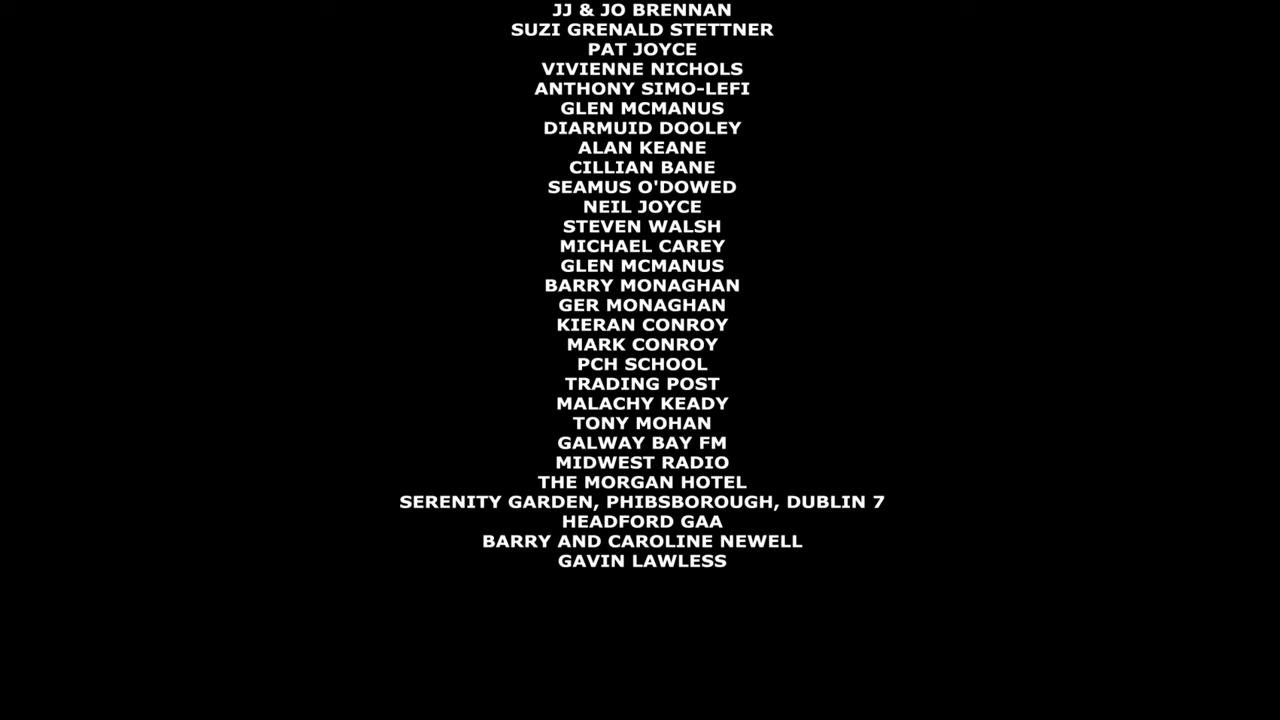 JJ & JO BRENNAN
SUZI GRENALD STETTNER
PAT JOYCE
VIVIENNE NICHOLS
ANTHONY SIMO-LEFI
GLEN MCMANUS
DIARMUID DOOLEY
ALAN KEANE
CILLIAN BANE
SEAMUS O'DOWED
NEIL JOYCE
STEVEN WALSH
MICHAEL CAREY
GLEN MCMANUS
BARRY MONAGHAN
GER MONAGHAN
KIERAN CONROY
MARK CONROY
PCH SCHOOL
TRADING POST
MALACHY KEADY
TONY MOHAN
GALWAY BAY FM
MIDWEST RADIO
THE MORGAN HOTEL
SERENITY GARDEN, PHIBSBOROUGH, DUBLIN 7
HEADFORD GAA
BARRY AND CAROLINE NEWELL
GAVIN LAWLESS